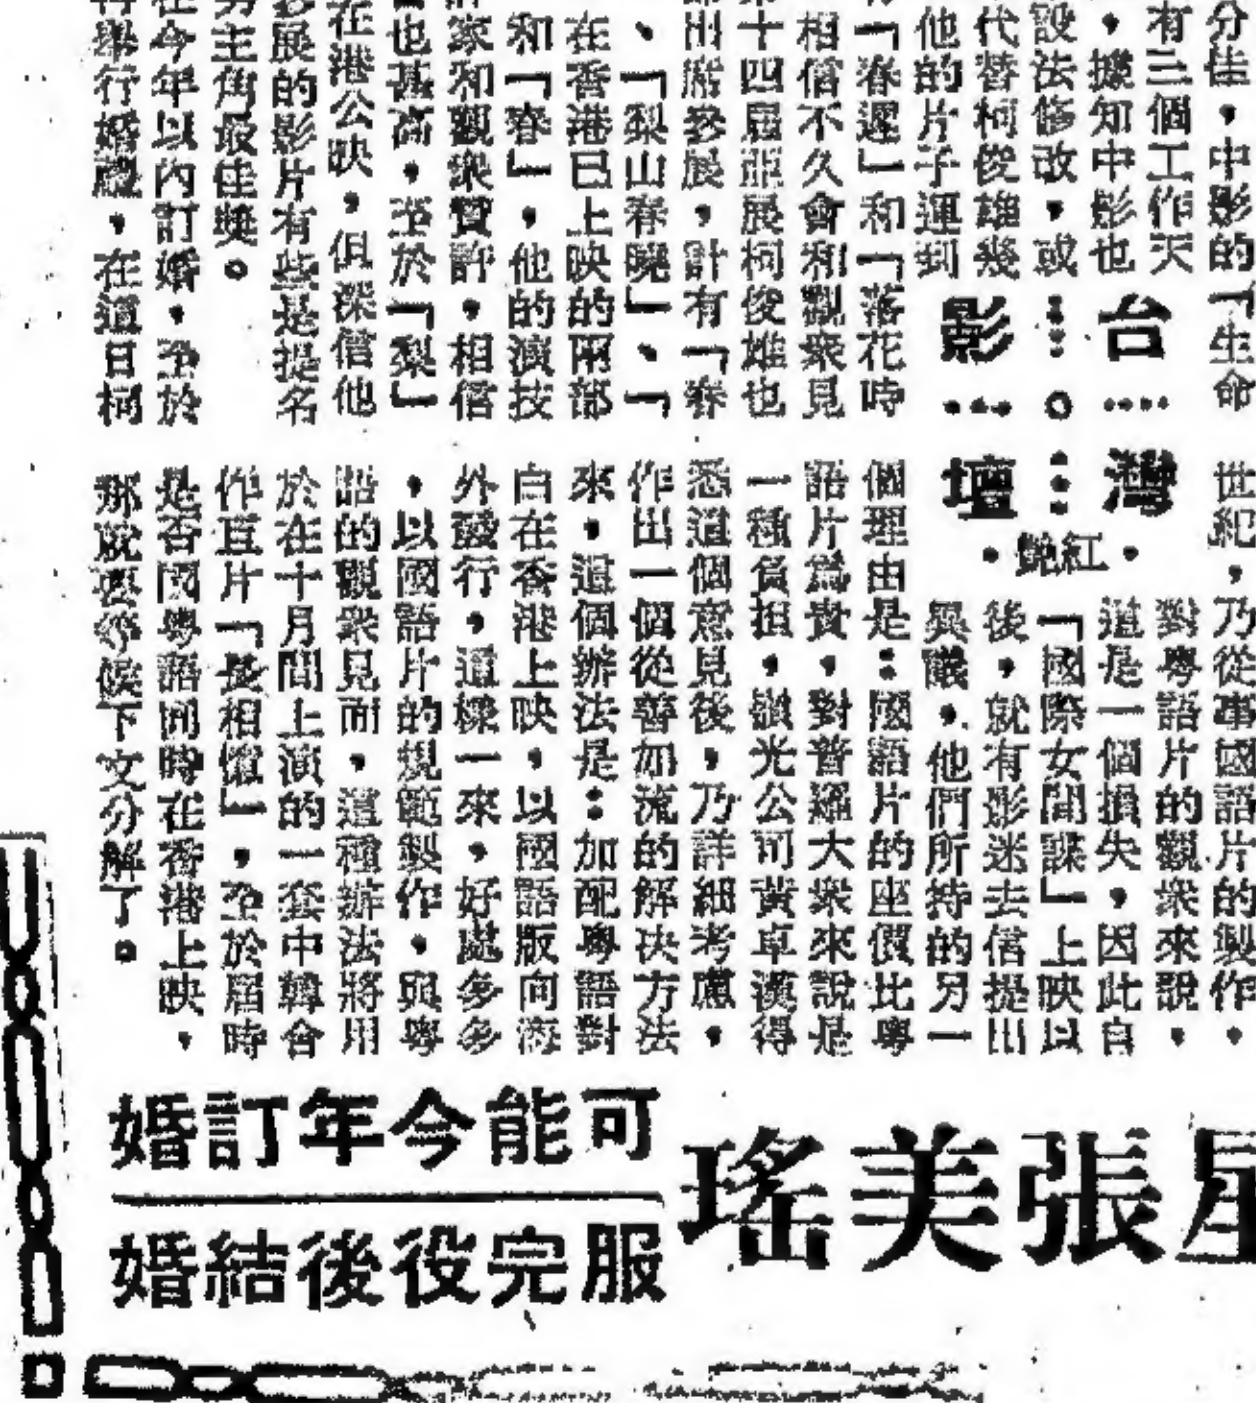 分佳，中影的「生命
有三個工作天
，據知中影也
設法修改，或
代替柯俊雄幾
他的片子運到
「春遲」和「落花時
相信不久會和觀衆見
十四屆亞展柯俊雄也
出席參展，計有「春
、「梨山春曉」、「
在香港已上映的兩部
和「春」，他的演技
家和觀衆贊許，相信
也甚高，至於「梨」
在港公映，但深信他
參展的影片有些是提名
男主角最佳獎。
在今年以內訂婚，至於
再舉行婚禮，在這日柯
台灣
影壇
·紅艷·
世紀，乃從事國語片的製作，
對粵語片的觀衆來說，
這是一個損失，因此自
「國際女間諜」上映以
後，就有影迷去信提出
異議，他們所持的另一
個理由是：國語片的座價比粵
語片爲貴，對普羅大衆來說是
一種負担，嶺光公司黃卓漢得
悉這個意見後，乃詳細考慮，
作出一個從善如流的解決方法
來，這個辦法是：加配粵語對
白在香港上映，以國語版向海
外發行，這樣一來，好處多多
，以國語片的規範製作，與粵
語的觀衆見面，這種辦法將用
於在十月間上演的一套中韓合
作巨片「長相憶」，至於屆時
是否國粵語同時在香港上映，
那就要等候下文分解了。
星張美瑤
可能今年訂婚
服完役後結婚